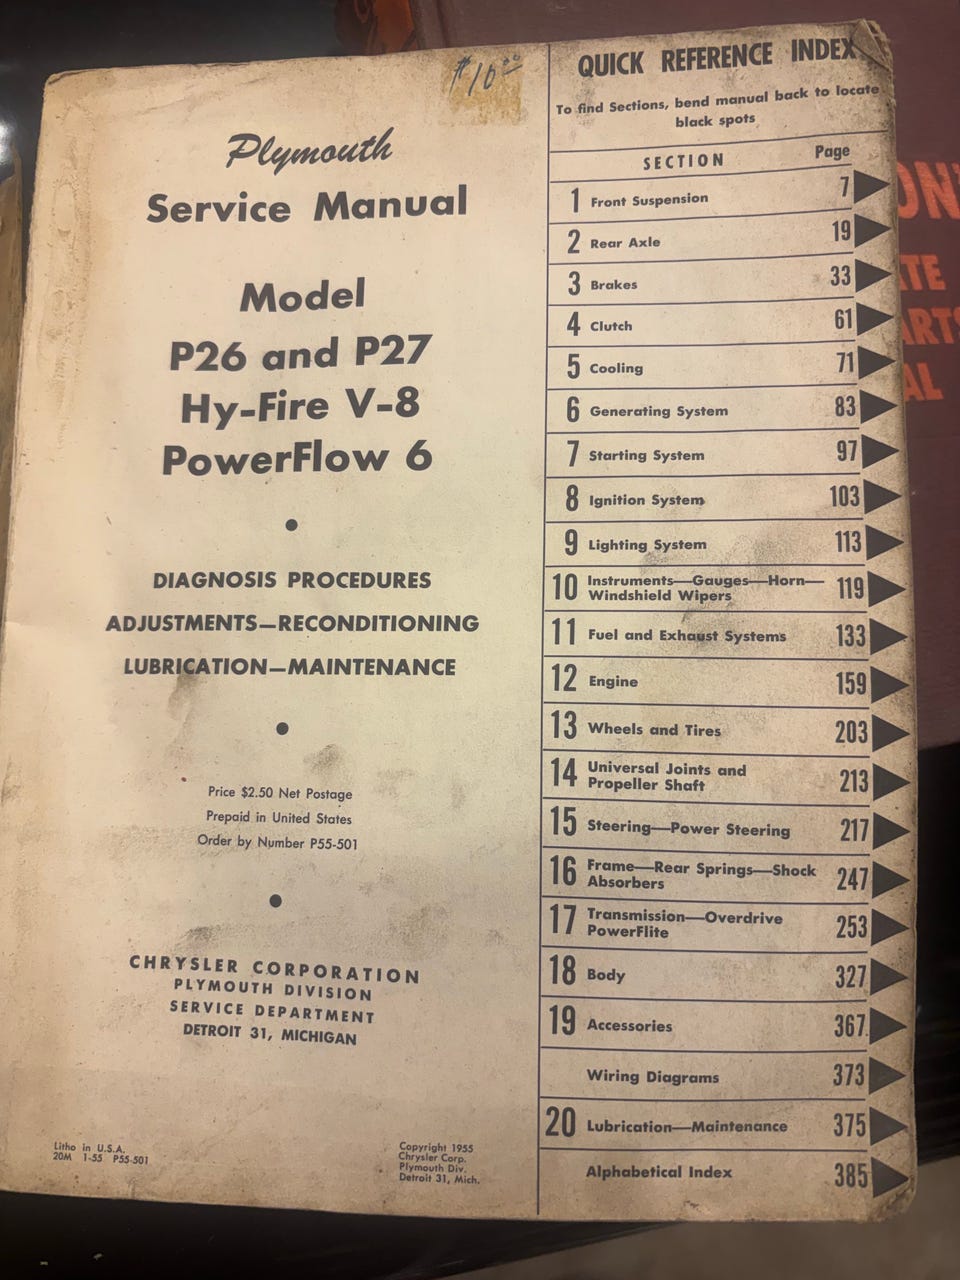 $10.00
Plymouth
Service Manual
Model
P26 and P27
Hy-Fire V-8
PowerFlow 6
●
DIAGNOSIS PROCEDURES
ADJUSTMENTS—RECONDITIONING
LUBRICATION—MAINTENANCE
●
Price $2.50 Net Postage
Prepaid in United States
Order by Number P55-501
●
CHRYSLER CORPORATION
PLYMOUTH DIVISION
SERVICE DEPARTMENT
DETROIT 31, MICHIGAN
Litho in U.S.A.
20M 1-55 P55-501
Copyright 1955
Chrysler Corp.
Plymouth Div.
Detroit 31, Mich.
QUICK REFERENCE INDEX
To find Sections, bend manual back to locate
black spots
SECTION Page
1 Front Suspension 7
2 Rear Axle 19
3 Brakes 33
4 Clutch 61
5 Cooling 71
6 Generating System 83
7 Starting System 97
8 Ignition System 103
9 Lighting System 113
10 Instruments—Gauges—Horn—
Windshield Wipers 119
11 Fuel and Exhaust Systems 133
12 Engine 159
13 Wheels and Tires 203
14 Universal Joints and
Propeller Shaft 213
15 Steering—Power Steering 217
16 Frame—Rear Springs—Shock
Absorbers 247
17 Transmission—Overdrive
PowerFlite 253
18 Body 327
19 Accessories 367
Wiring Diagrams 373
20 Lubrication—Maintenance 375
Alphabetical Index 385